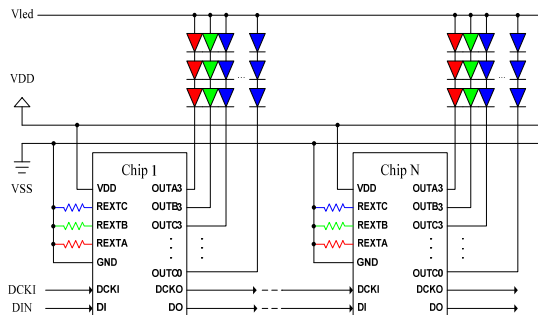 Vled
VDD
VSS
Chip 1
VDD
REXTC
REXTB
REXTA
GND
DCKI
DI
OUTA3
OUTB3
OUTC3
OUTC0
DCKO
DO
Chip N
VDD
REXTC
REXTB
REXTA
GND
DCKI
DI
OUTA3
OUTB3
OUTC3
OUTC0
DCKO
DO
DCKI
DIN